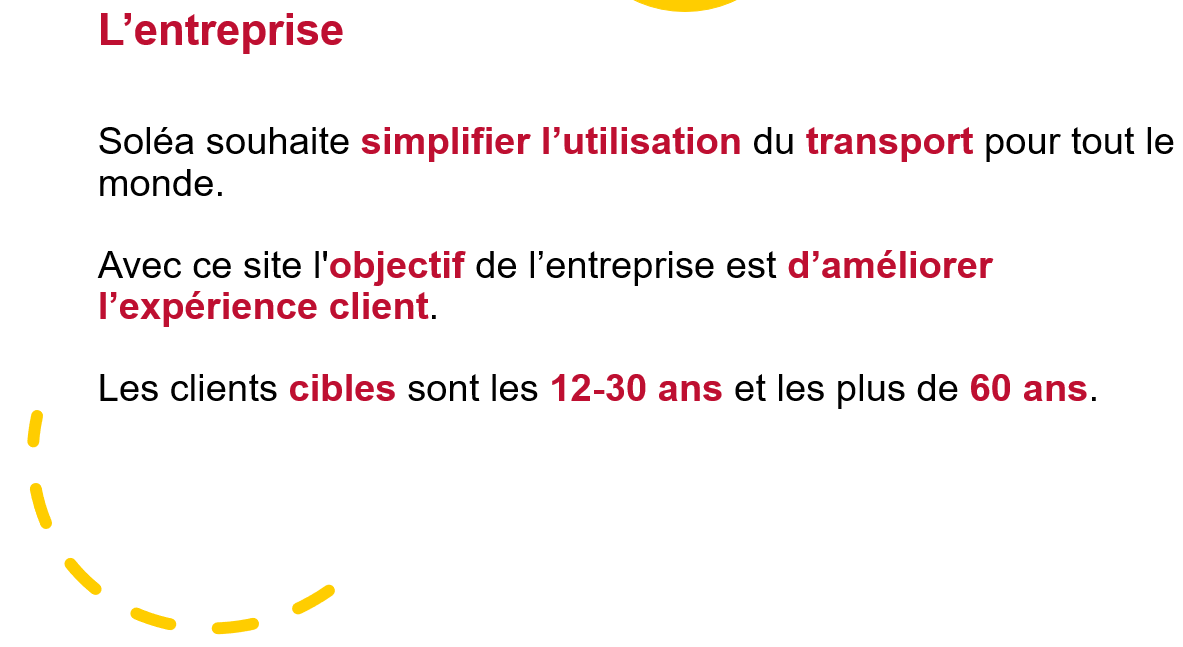 L’entreprise
Soléa souhaite simplifier l’utilisation du transport pour tout le
monde.
Avec ce site l'objectif de l’entreprise est d’améliorer
l’expérience client.
Les clients cibles sont les 12-30 ans et les plus de 60 ans.